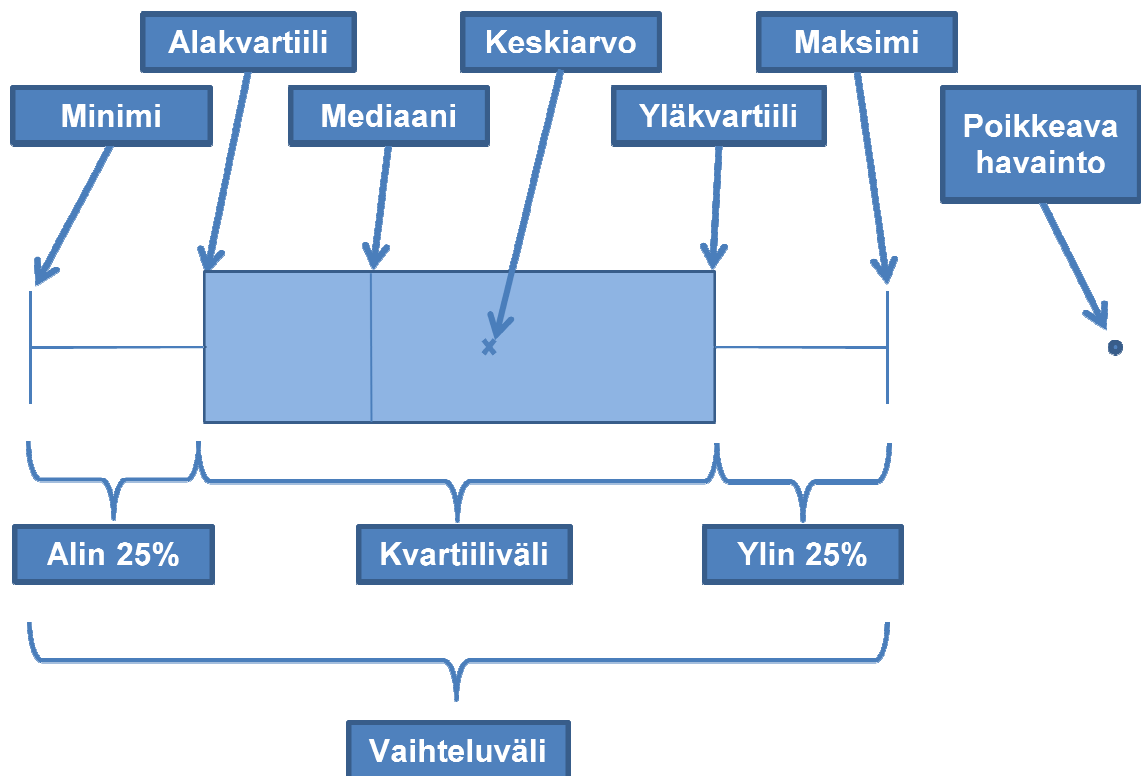 Alakvartiili
Keskiarvo
Maksimi
Minimi
Mediaani
Yläkvartiili
Poikkeava
havainto
Alin 25%
Kvartiiliväli
Ylin 25%
Vaihteluväli